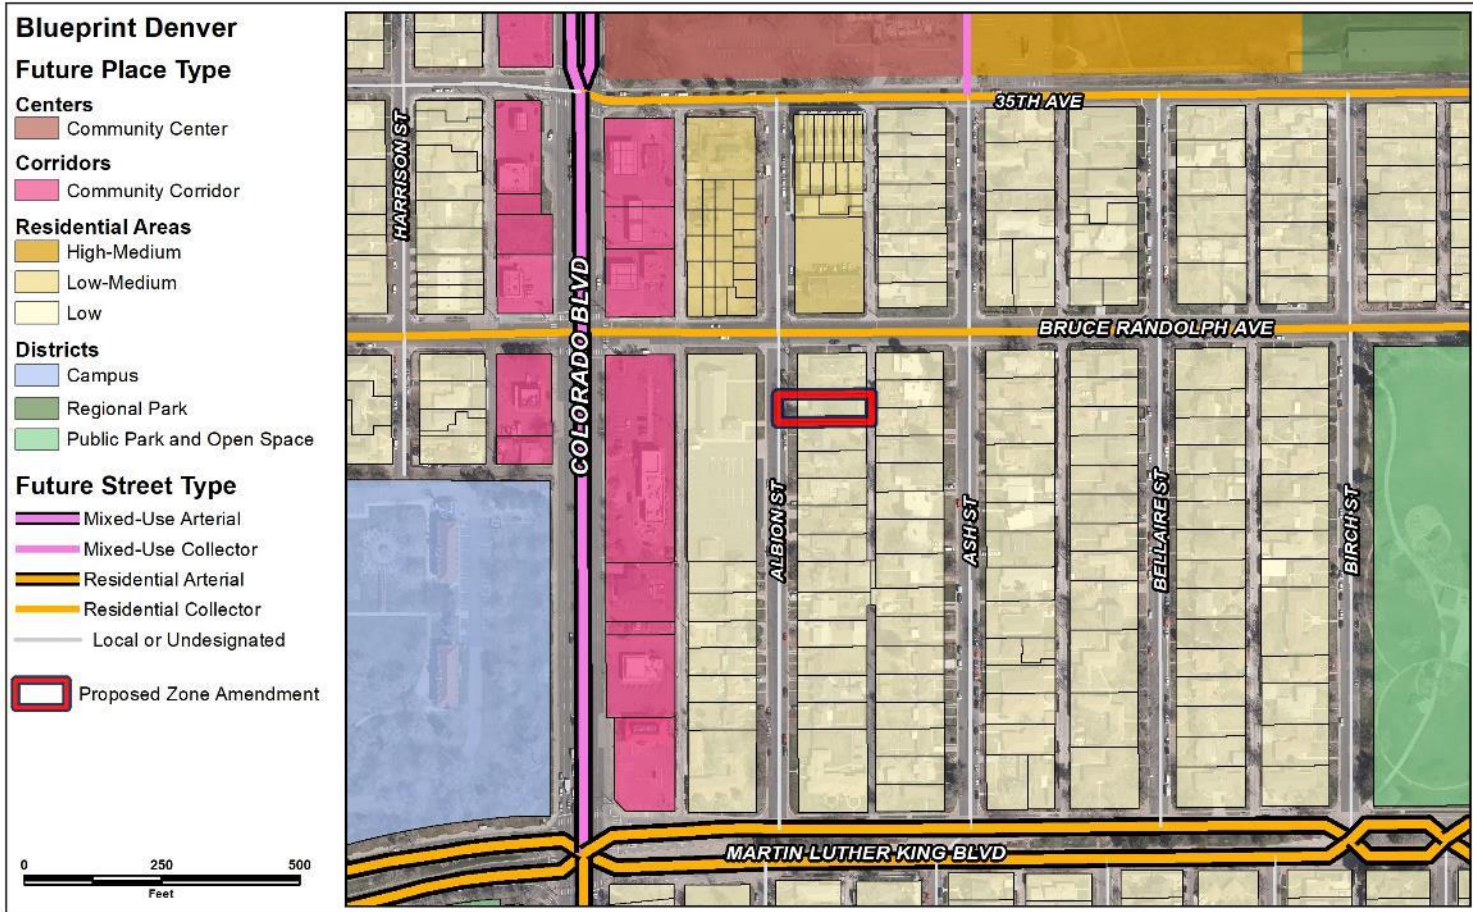 Blueprint Denver
Future Place Type
Centers
Community Center
Corridors
Community Corridor
Residential Areas
High-Medium
Low-Medium
Low
Districts
Campus
Regional Park
Public Park and Open Space
Future Street Type
Mixed-Use Arterial
Mixed-Use Collector
Residential Arterial
Residential Collector
Local or Undesignated
Proposed Zone Amendment
0 250 500
Feet
35TH AVE
HARRISON ST
COLORADO BLVD
BRUCE RANDOLPH AVE
ALBION ST
ASH ST
BELLAIRE ST
BIRCH ST
MARTIN LUTHER KING BLVD